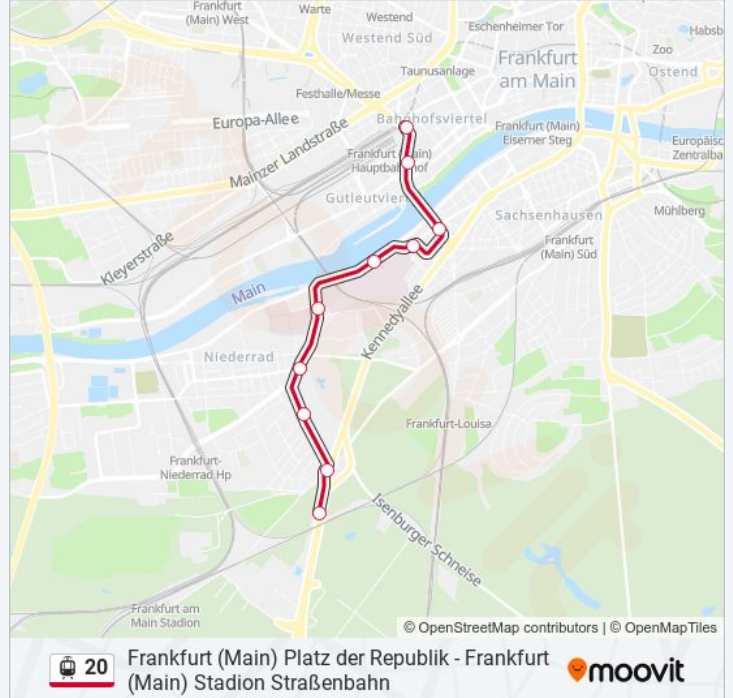 Frankfurt
(Main) West
Warte
Westend
Eschenheimer Tor
Habsb
Westend Süd
Frankfurt
am Main
Zoo
Ostend
Taunusanlage
Festhalle/Messe
Europa-Allee
Bahnhofsviertel
Mainzer Landstraße
Frankfurt (Main)
Eiserner Steg
Frankfurt (Main)
Hauptbahnhof
Europäisc
Zentralba
Gutleutviertel
Sachsenhausen
Mühlberg
Kleyerstraße
Frankfurt
(Main) Süd
Main
Kennedyallee
Niederrad
Frankfurt-Louisa
Frankfurt-
Niederrad Hp
Isenburger Schneise
Frankfurt am
Main Stadion
© OpenStreetMap contributors | © OpenMapTiles
20
Frankfurt (Main) Platz der Republik - Frankfurt
(Main) Stadion Straßenbahn
moovit